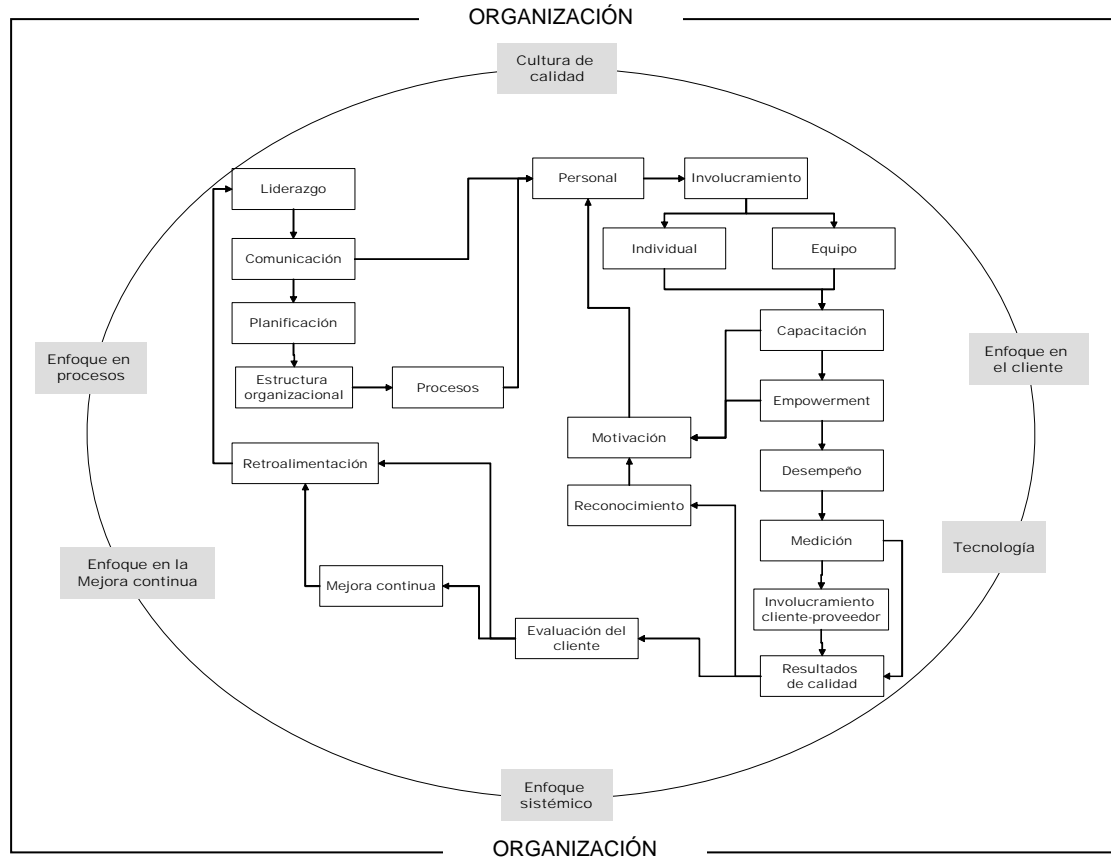 ORGANIZACIÓN
Cultura de
calidad
Personal
Involucramiento
Liderazgo
Individual
Equipo
Comunicación
Planificación
Capacitación
Enfoque en
procesos
Enfoque en
el cliente
Estructura
organizacional
Procesos
Empowerment
Motivación
Retroalimentación
Desempeño
Reconocimiento
Medición
Tecnología
Enfoque en la
Mejora continua
Mejora continua
Involucramiento
cliente-proveedor
Evaluación del
cliente
Resultados
de calidad
Enfoque
sistémico
ORGANIZACIÓN